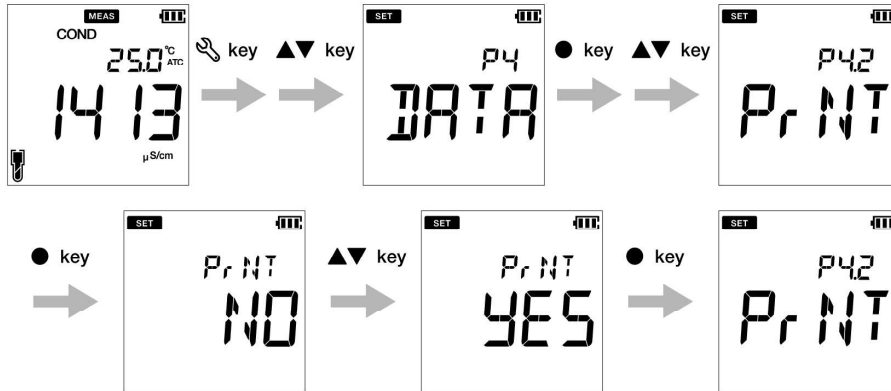 MEAS
COND
25.0 °C
ATC
1413
µS/cm
key
▲▼ key
SET
P4
DATA
● key
▲▼ key
SET
P4.2
PrNT
● key
SET
PrNT
NO
▲▼ key
SET
PrNT
YES
● key
SET
P4.2
PrNT